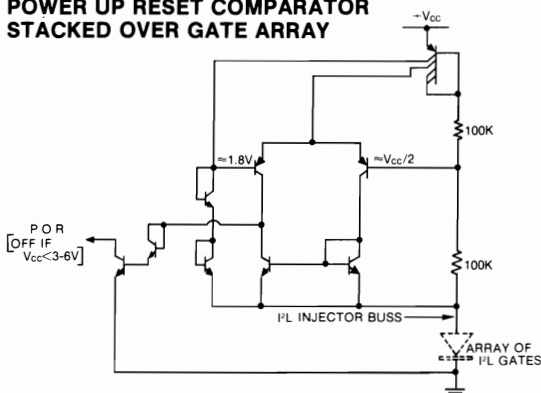 POWER UP RESET COMPARATOR
STACKED OVER GATE ARRAY
+Vcc
100K
≈1.8V
≈Vcc/2
P O R
[OFF IF
Vcc<3-6V]
100K
I²L INJECTOR BUSS
ARRAY OF
I²L GATES